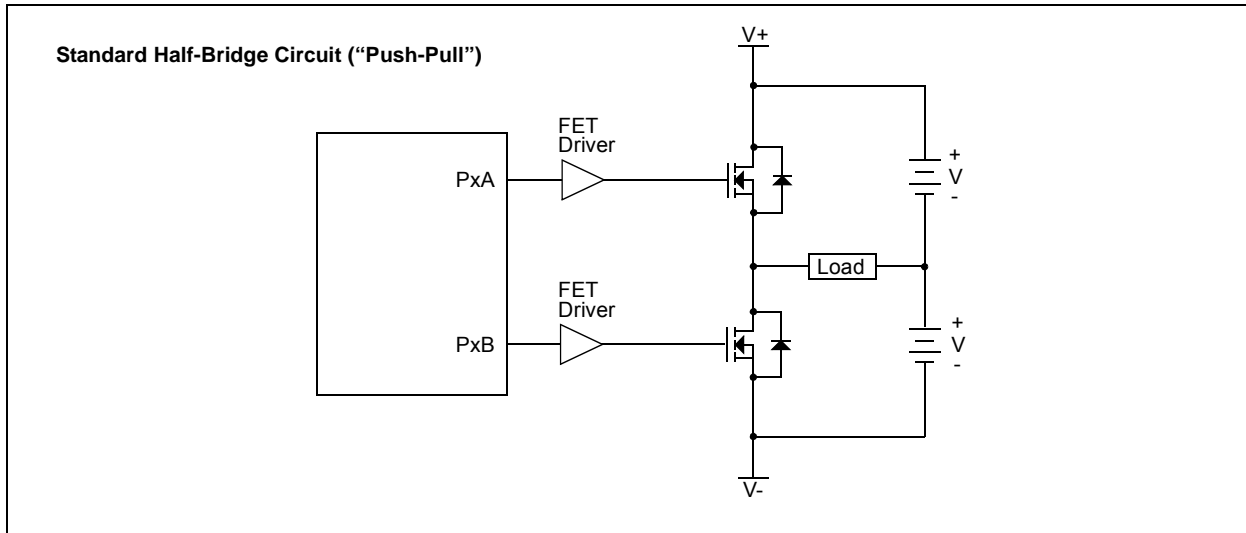 Standard Half-Bridge Circuit (“Push-Pull”)
V+
FET
Driver
PxA
+
V
-
Load
FET
Driver
PxB
+
V
-
V-